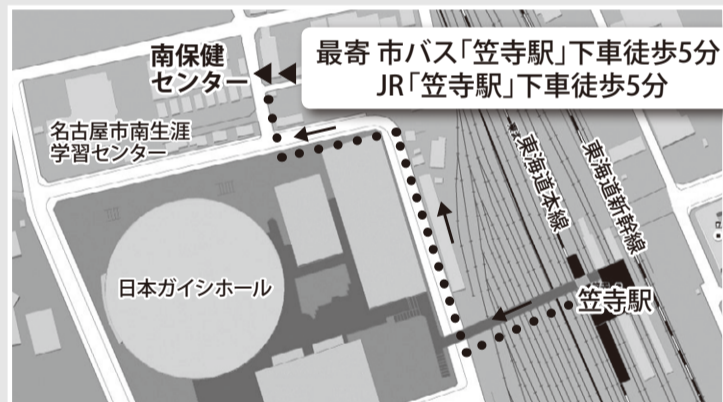 最寄 市バス「笠寺駅」下車徒歩5分
JR「笠寺駅」下車徒歩5分
南保健
センター
名古屋市南生涯
学習センター
東海道本線
東海道新幹線
日本ガイシホール
笠寺駅